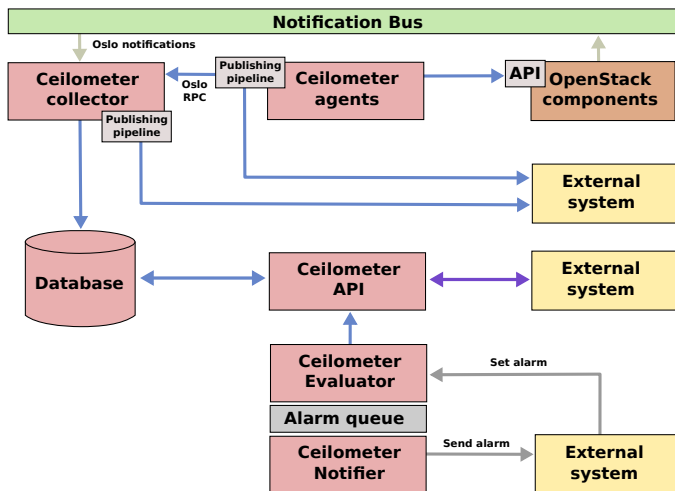 Notification Bus
Oslo notifications
Ceilometer
collector
Publishing
pipeline
Oslo
RPC
Publishing
pipeline
Ceilometer
agents
API
OpenStack
components
External
system
Database
Ceilometer
API
External
system
Ceilometer
Evaluator
Set alarm
Alarm queue
Ceilometer
Notifier
Send alarm
External
system